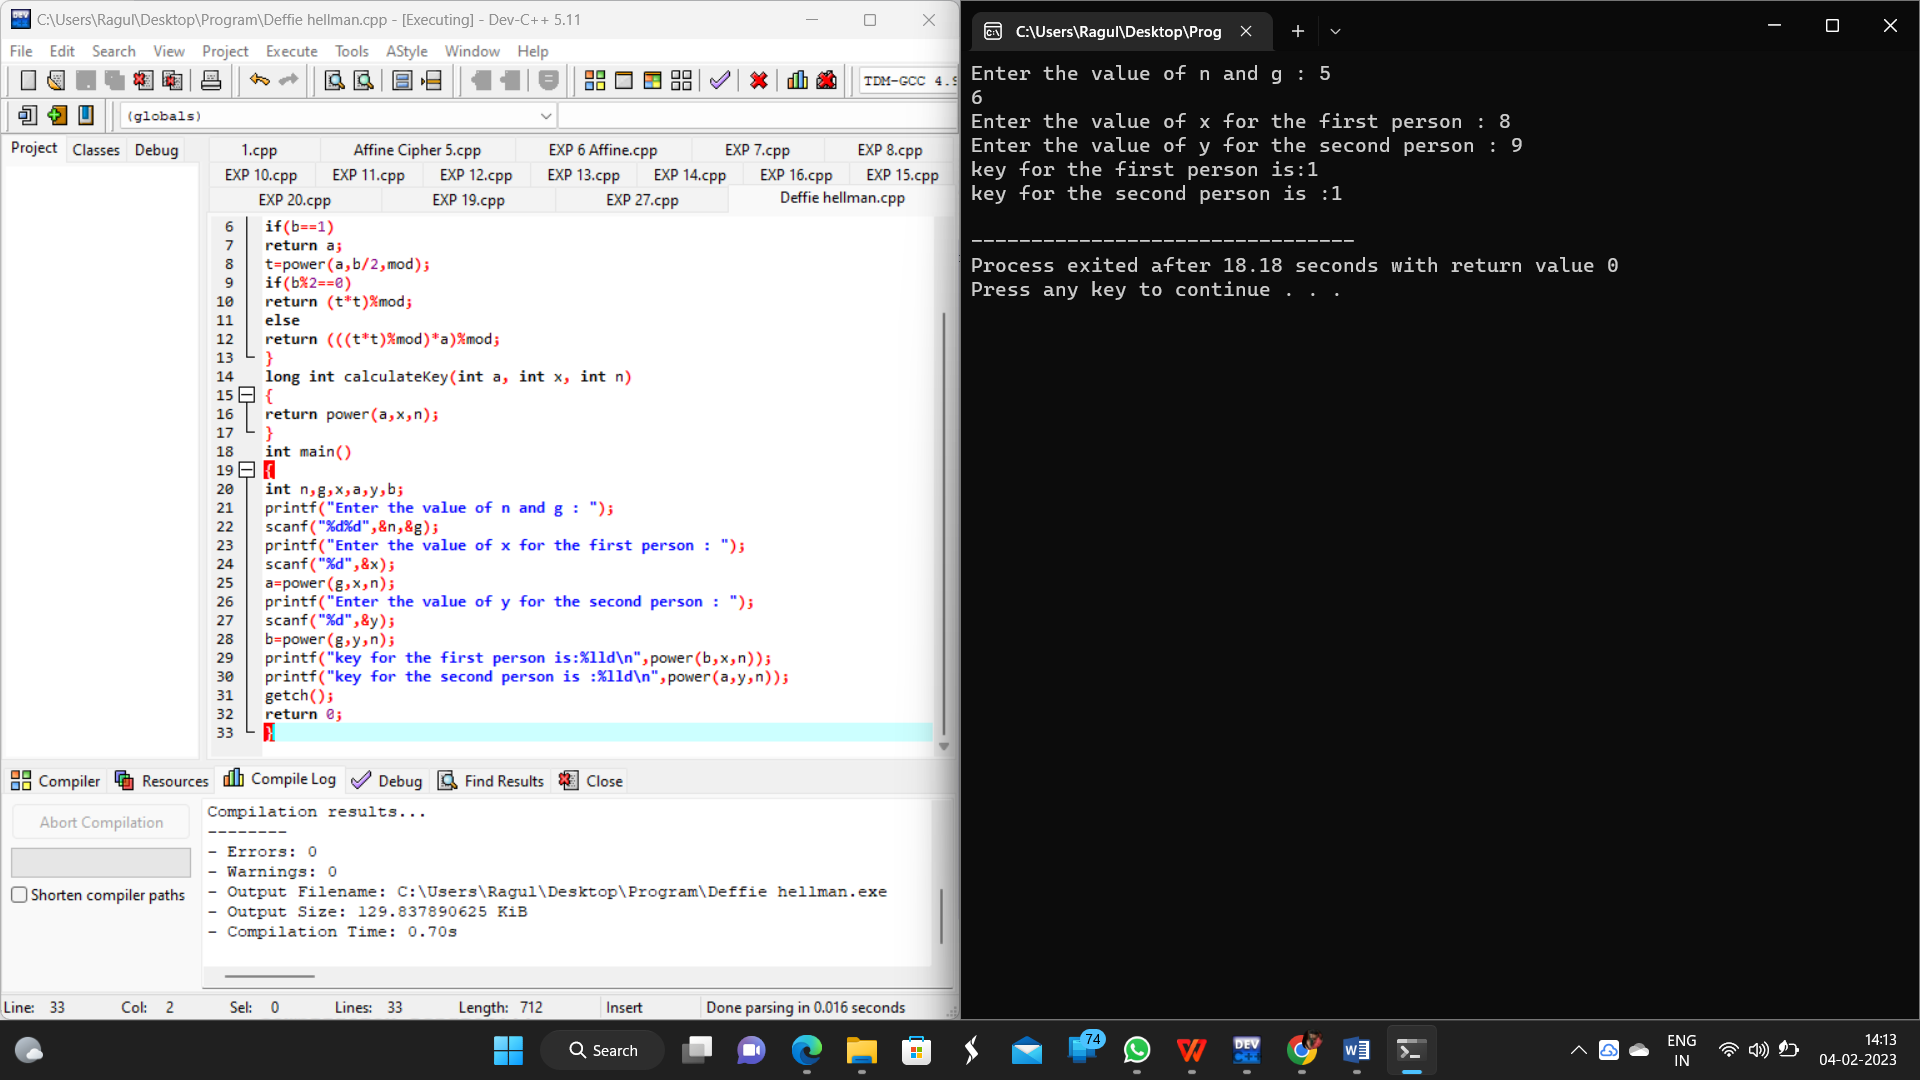 C:\Users\Ragul\Desktop\Program\Deffie hellman.cpp - [Executing] - Dev-C++ 5.11
File Edit Search View Project Execute Tools AStyle Window Help
TDM-GCC 4.9
(globals)
Project Classes Debug
1.cpp Affine Cipher 5.cpp EXP 6 Affine.cpp EXP 7.cpp EXP 8.cpp
EXP 10.cpp EXP 11.cpp EXP 12.cpp EXP 13.cpp EXP 14.cpp EXP 16.cpp EXP 15.cpp
EXP 20.cpp EXP 19.cpp EXP 27.cpp Deffie hellman.cpp
6 if(b==1)
7 return a;
8 t=power(a,b/2,mod);
9 if(b%2==0)
10 return (t*t)%mod;
11 else
12 return (((t*t)%mod)*a)%mod;
13 }
14 long int calculateKey(int a, int x, int n)
15 {
16 return power(a,x,n);
17 }
18 int main()
19 {
20 int n,g,x,a,y,b;
21 printf("Enter the value of n and g : ");
22 scanf("%d%d",&n,&g);
23 printf("Enter the value of x for the first person : ");
24 scanf("%d",&x);
25 a=power(g,x,n);
26 printf("Enter the value of y for the second person : ");
27 scanf("%d",&y);
28 b=power(g,y,n);
29 printf("key for the first person is:%lld\n",power(b,x,n));
30 printf("key for the second person is :%lld\n",power(a,y,n));
31 getch();
32 return 0;
33 }
Compiler Resources Compile Log Debug Find Results Close
Abort Compilation
Shorten compiler paths
Compilation results...
--------
- Errors: 0
- Warnings: 0
- Output Filename: C:\Users\Ragul\Desktop\Program\Deffie hellman.exe
- Output Size: 129.837890625 KiB
- Compilation Time: 0.70s
Line: 33 Col: 2 Sel: 0 Lines: 33 Length: 712 Insert Done parsing in 0.016 seconds
C:\Users\Ragul\Desktop\Prog
Enter the value of n and g : 5
6
Enter the value of x for the first person : 8
Enter the value of y for the second person : 9
key for the first person is:1
key for the second person is :1
--------------------------------
Process exited after 18.18 seconds with return value 0
Press any key to continue . . .
Search
74
DEV
ENG
IN
14:13
04-02-2023